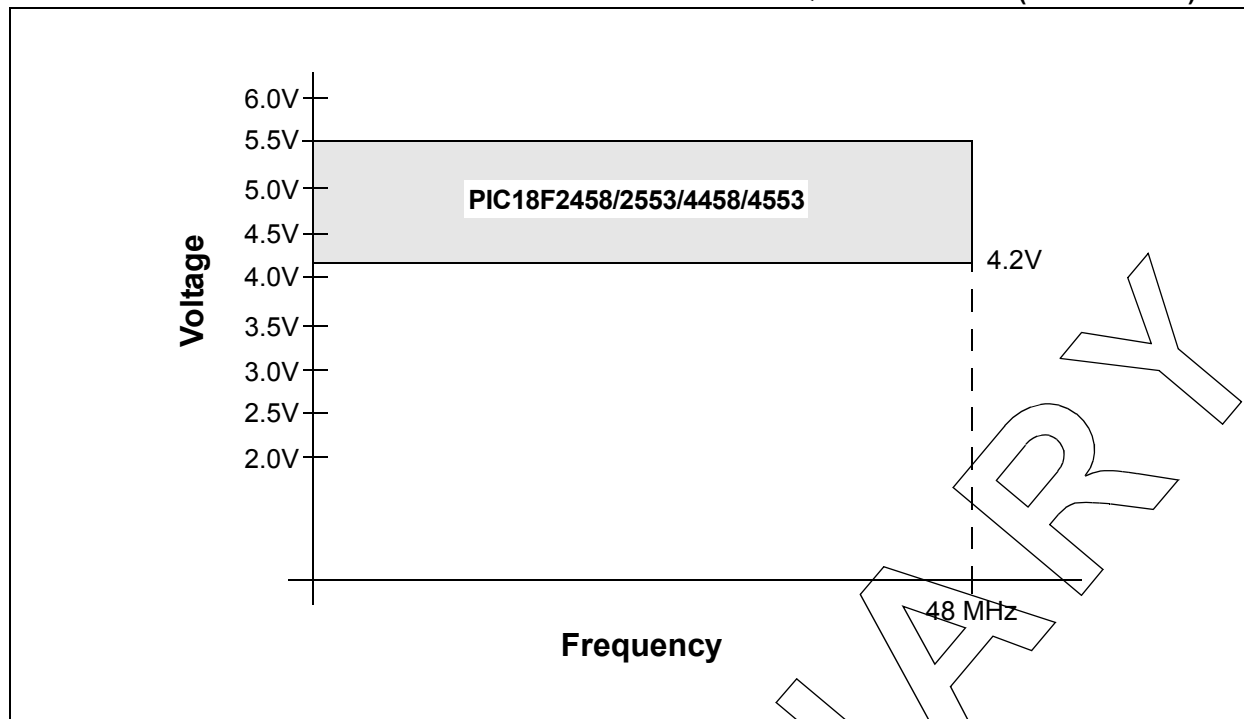 6.0V
5.5V
5.0V
PIC18F2458/2553/4458/4553
4.5V
4.2V
4.0V
3.5V
3.0V
2.5V
2.0V
Voltage
48 MHz
Frequency
ARY